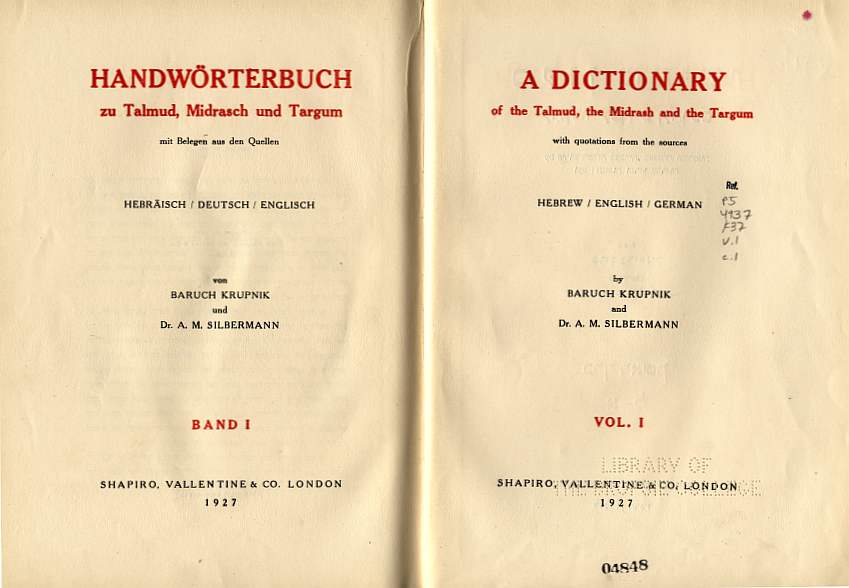 HANDWÖRTERBUCH
zu Talmud, Midrasch und Targum
mit Belegen aus den Quellen
HEBRÄISCH / DEUTSCH / ENGLISCH
von
BARUCH KRUPNIK
und
Dr. A. M. SILBERMANN
BAND I
SHAPIRO, VALLENTINE & CO. LONDON
1927
A DICTIONARY
of the Talmud, the Midrash and the Targum
with quotations from the sources
HEBREW / ENGLISH / GERMAN
Ref.
PJ
4937
F37
v.1
c.1
by
BARUCH KRUPNIK
and
Dr. A. M. SILBERMANN
VOL. I
LIBRARY OF
THE DROPSIE COLLEGE
SHAPIRO, VALLENTINE & CO. LONDON
1927
04848